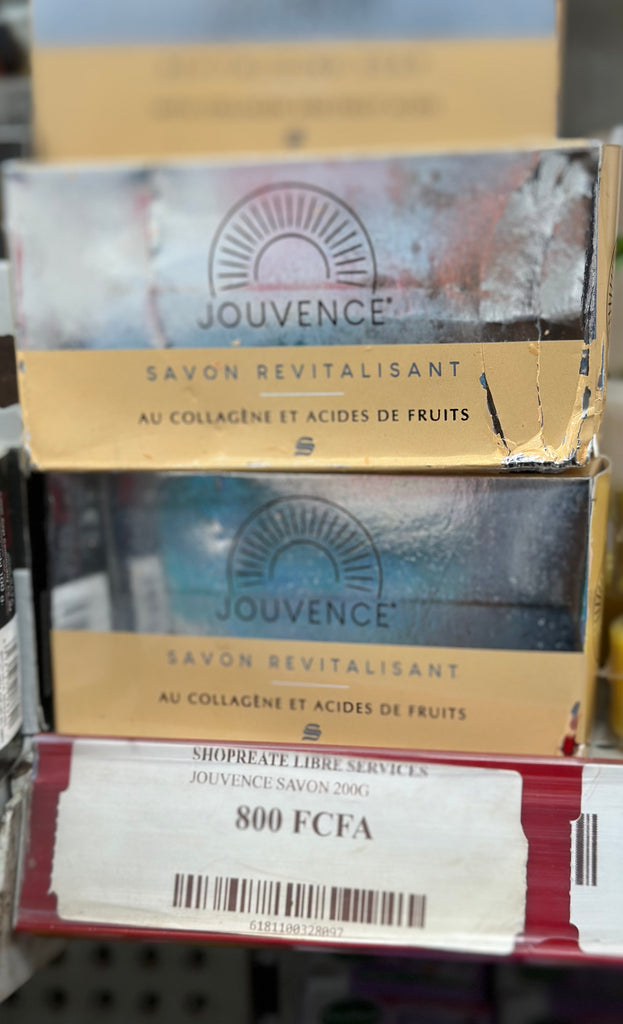 JOUVENCE
SAVON REVITALISANT
AU COLLAGÈNE ET ACIDES DE FRUITS
JOUVENCE
SAVON REVITALISANT
AU COLLAGÈNE ET ACIDES DE FRUITS
SHOPREATE LIBRE SERVICES
JOUVENCE SAVON 200G
800 FCFA
6181100328097